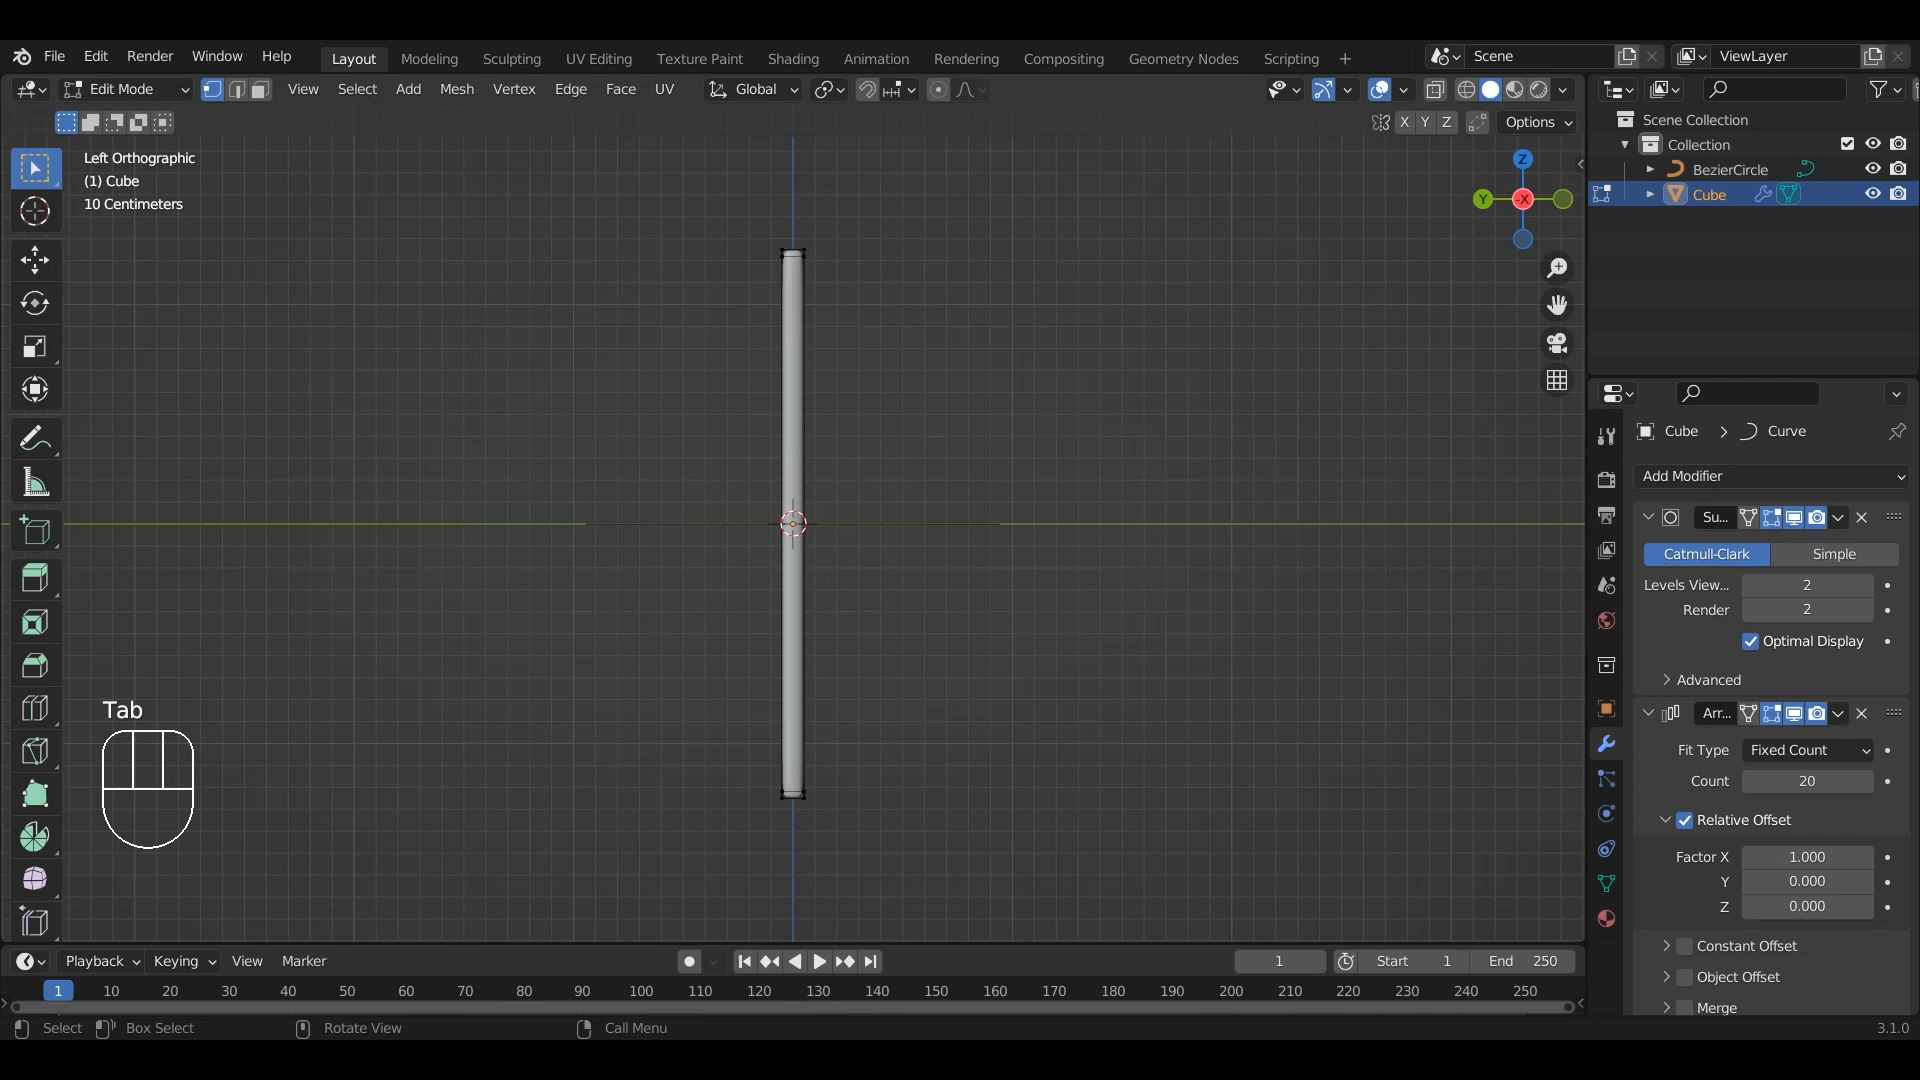 File Edit Render Window Help Layout Modeling Sculpting UV Editing Texture Paint Shading Animation Rendering Compositing Geometry Nodes Scripting + Scene ViewLayer
Edit Mode View Select Add Mesh Vertex Edge Face UV Global
X Y Z Options
Left Orthographic
(1) Cube
10 Centimeters
Z
Y -X
Scene Collection
Collection
BezierCircle
Cube
Cube > Curve
Add Modifier
Su...
Catmull-Clark Simple
Levels View... 2
Render 2
Optimal Display
Advanced
Arr...
Fit Type Fixed Count
Count 20
Relative Offset
Factor X 1.000
Y 0.000
Z 0.000
Constant Offset
Object Offset
Merge
Tab
Playback Keying View Marker 1 Start 1 End 250
1 10 20 30 40 50 60 70 80 90 100 110 120 130 140 150 160 170 180 190 200 210 220 230 240 250
Select Box Select Rotate View Call Menu 3.1.0